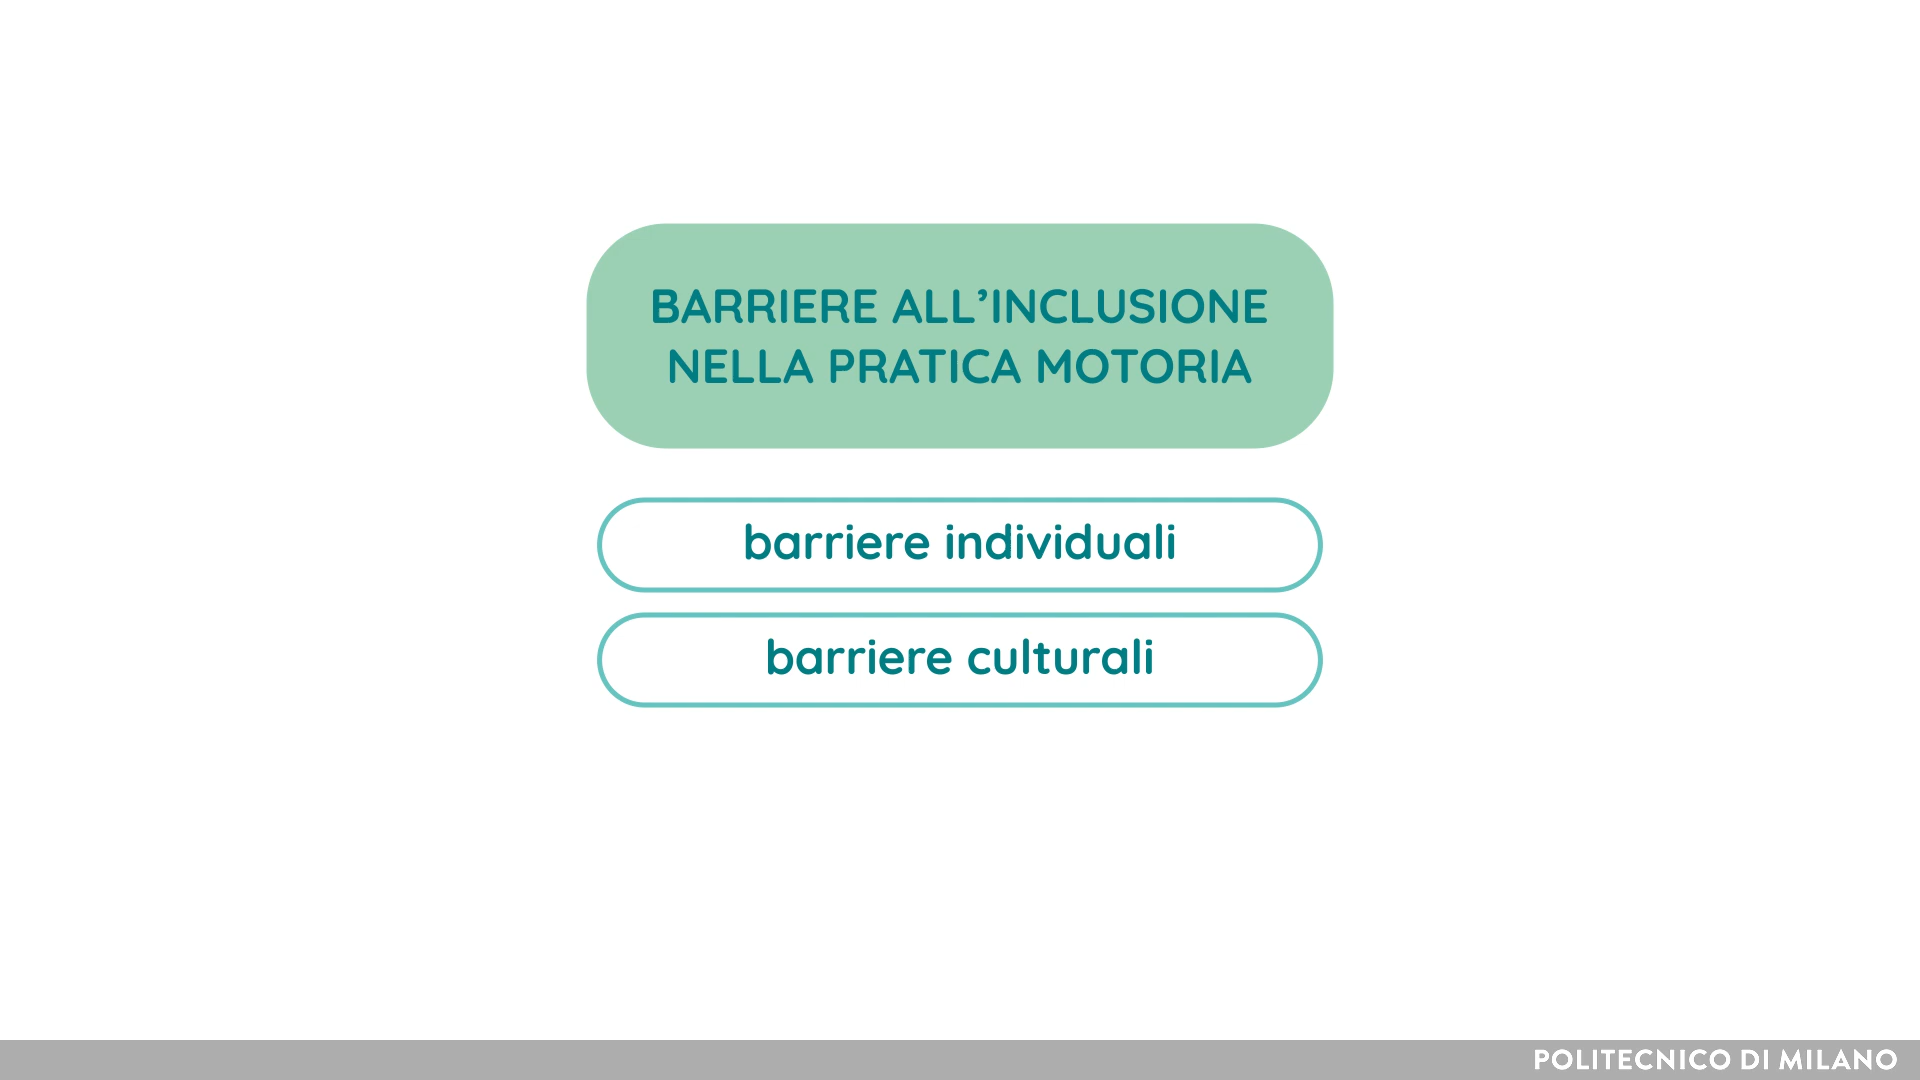 BARRIERE ALL’INCLUSIONE
NELLA PRATICA MOTORIA
barriere individuali
barriere culturali
POLITECNICO DI MILANO